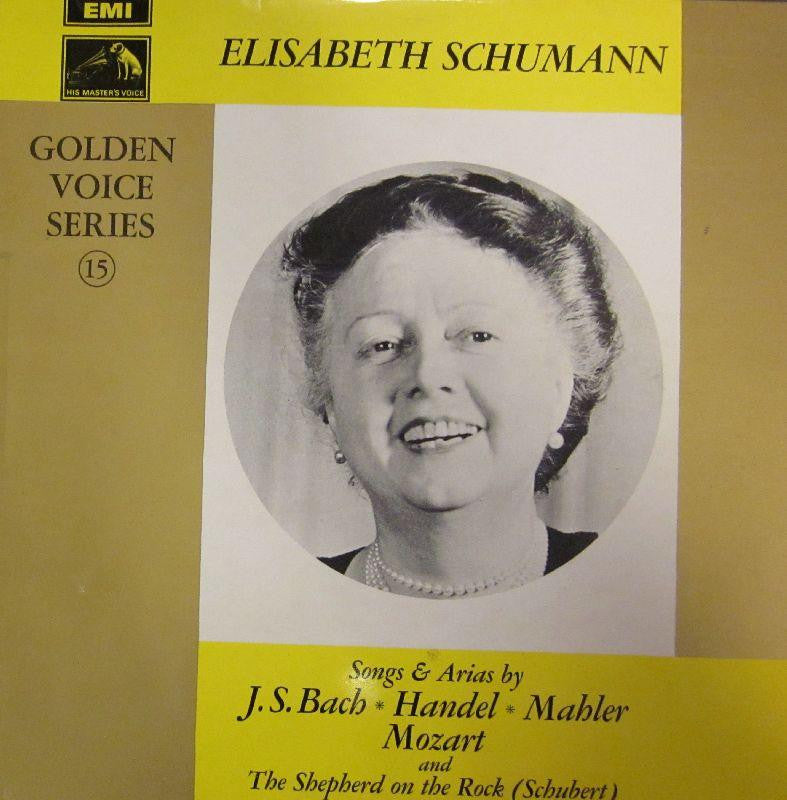 EMI
HIS MASTER'S VOICE
ELISABETH SCHUMANN
GOLDEN
VOICE
SERIES
15
Songs & Arias by
J.S. Bach * Handel * Mahler
Mozart
and
The Shepherd on the Rock (Schubert)